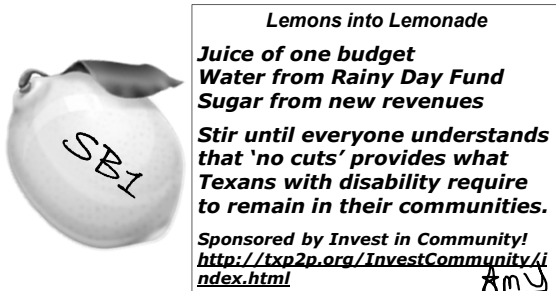 Lemons into Lemonade
Juice of one budget
Water from Rainy Day Fund
Sugar from new revenues
Stir until everyone understands
that ‘no cuts’ provides what
Texans with disability require
to remain in their communities.
Sponsored by Invest in Community!
http://txp2p.org/InvestCommunity/i
ndex.html
Amy
SB1